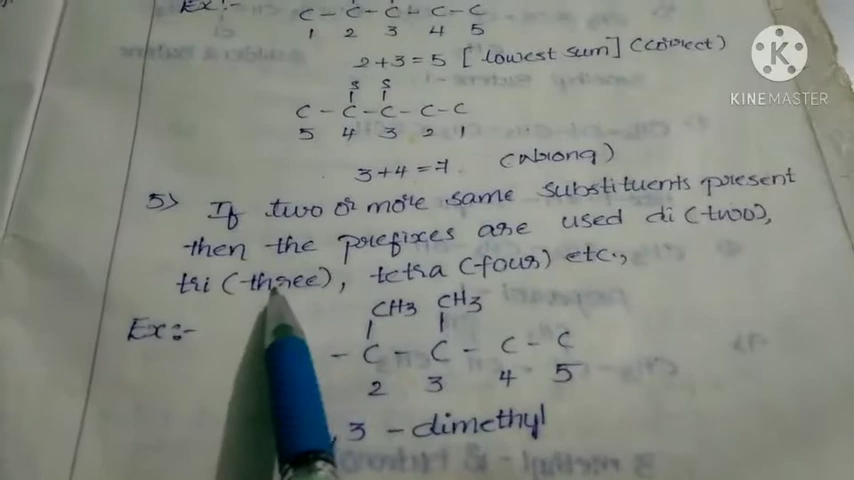 Ex:-
C - C - C - C - C
1 2 3 4 5
2+3=5 [lowest sum] (correct)
S S
C - C - C - C - C
5 4 3 2 1
3+4=7 (wrong)
5) If two or more same substituents present
then the prefixes are used di (two),
tri (three), tetra (four) etc.,
CH3 CH3
Ex:-
- C - C - C - C
2 3 4 5
, 3 - dimethyl
KINEMASTER